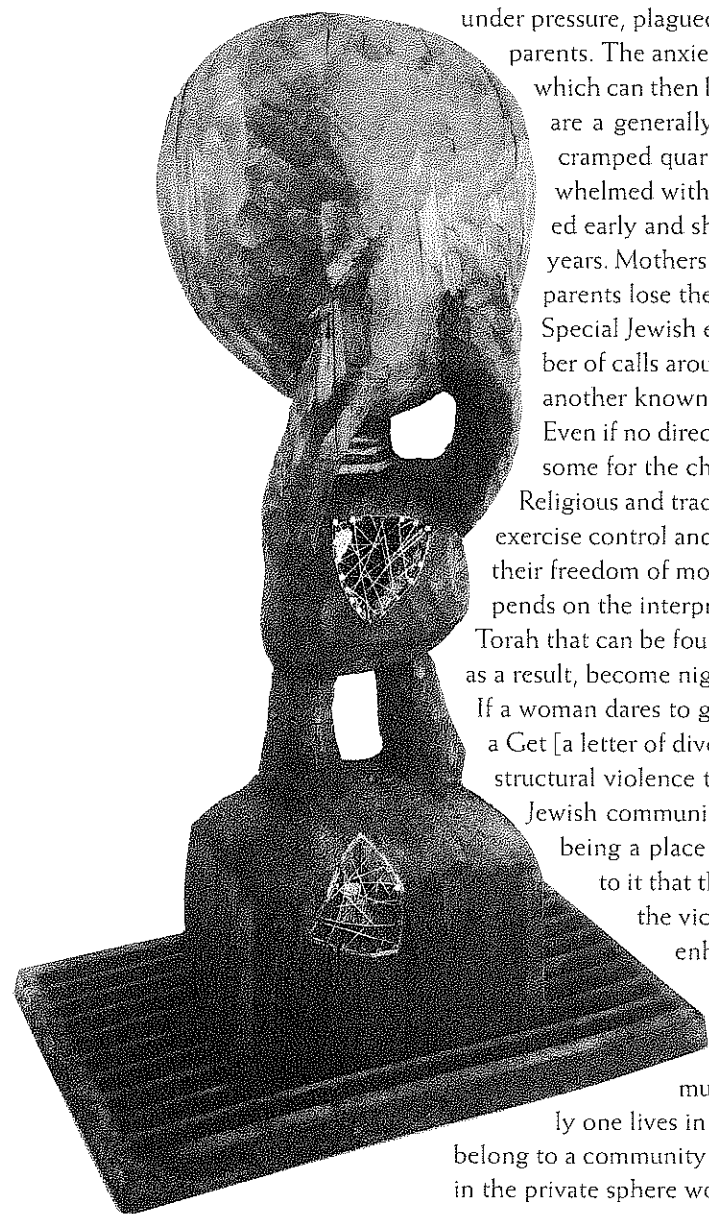 under pressure, plagued
parents. The anxie
which can then
are a generally
cramped quar
whelmed with
ed early and sh
years. Mothers
parents lose the
Special Jewish e
ber of calls arou
another known
Even if no direc
some for the ch
Religious and trad
exercise control and
their freedom of mo
pends on the interpr
Torah that can be fou
as a result, become nig
If a woman dares to g
a Get [a letter of divo
structural violence t
Jewish communi
being a place
to it that th
the vic
enh
mu
ly one lives in
belong to a community
in the private sphere wo